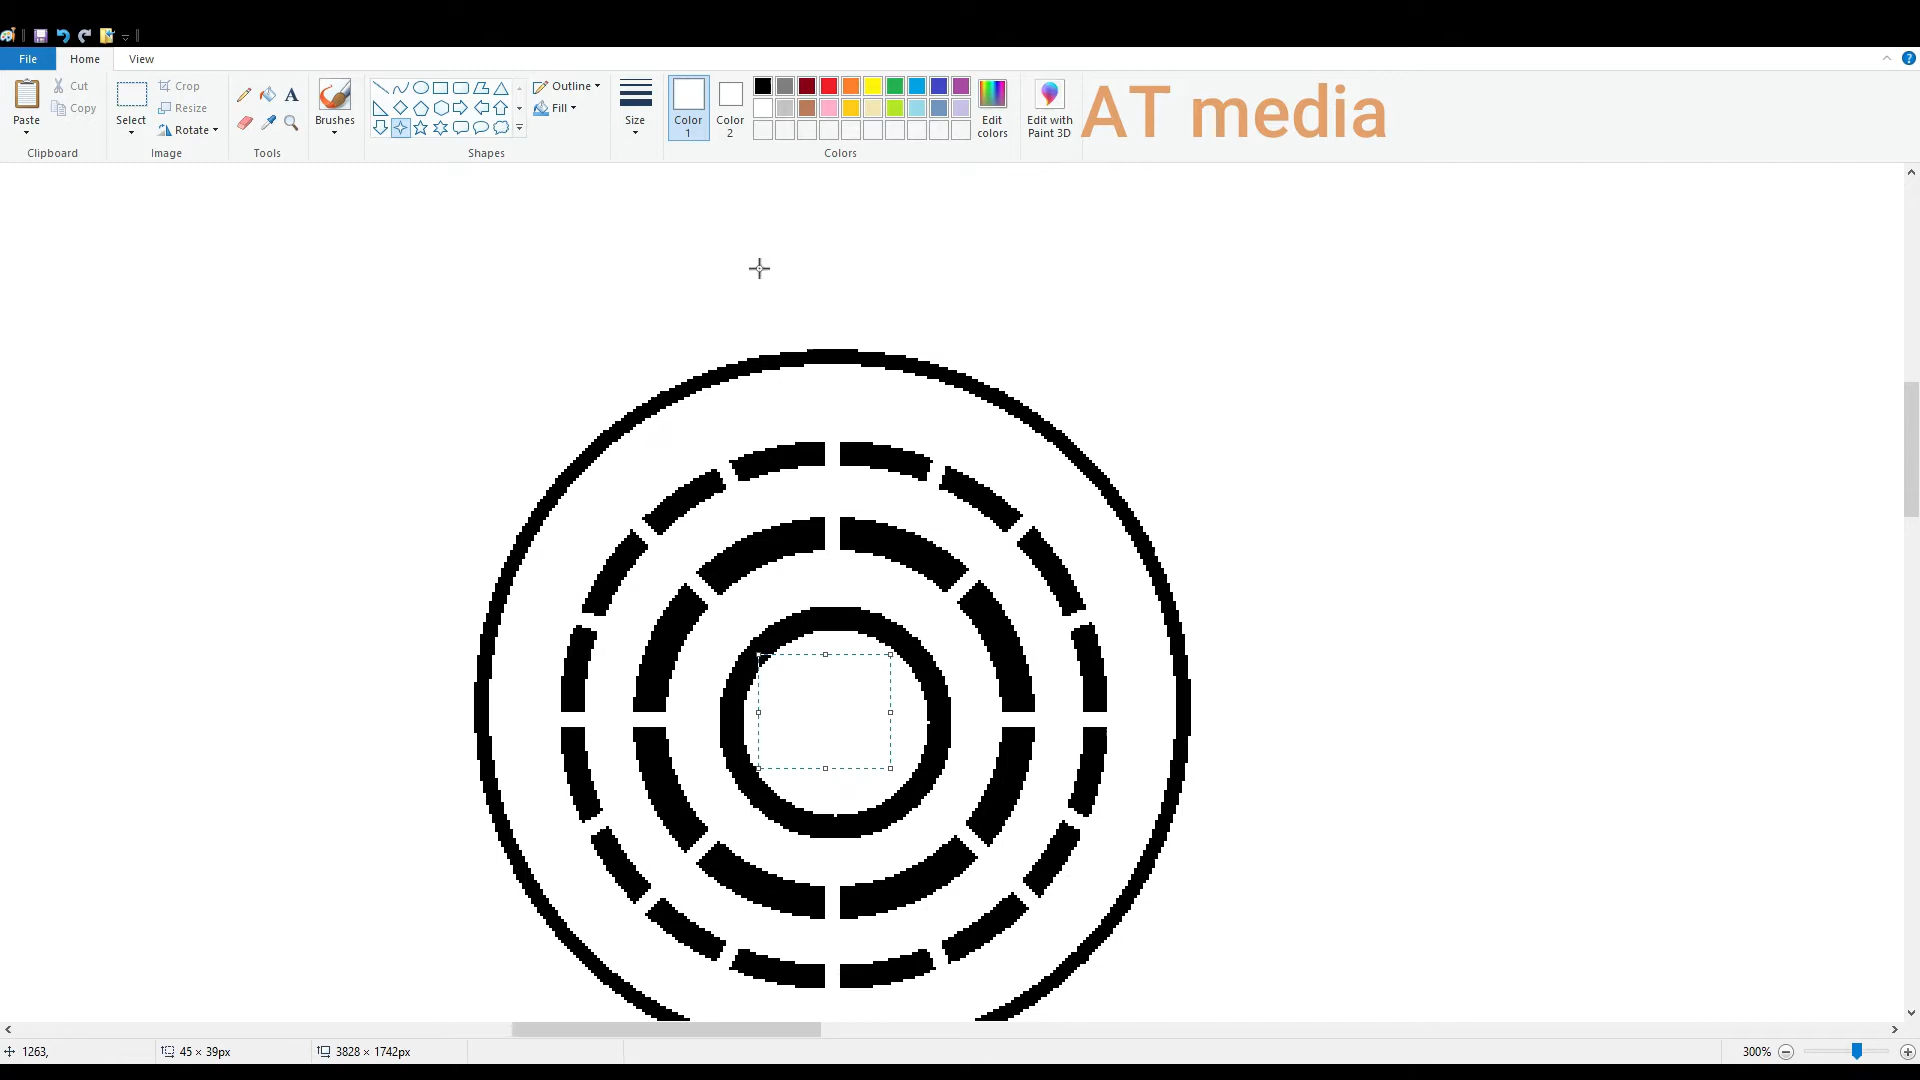 File Home View
AT media
Paste
Cut
Copy
Clipboard
Select
Crop
Resize
Rotate
Image
A
Tools
Brushes
Shapes
Outline
Fill
Size
Color
1
Color
2
Colors
Edit
colors
Edit with
Paint 3D
?
1263,
45 × 39px
3828 × 1742px
300%